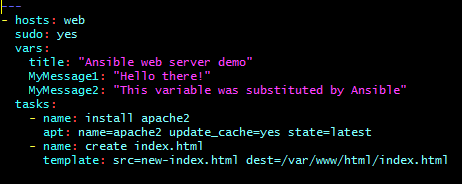 ---
- hosts: web
  sudo: yes
  vars:
    title: "Ansible web server demo"
    MyMessage1: "Hello there!"
    MyMessage2: "This variable was substituted by Ansible"
  tasks:
    - name: install apache2
      apt: name=apache2 update_cache=yes state=latest
    - name: create index.html
      template: src=new-index.html dest=/var/www/html/index.html